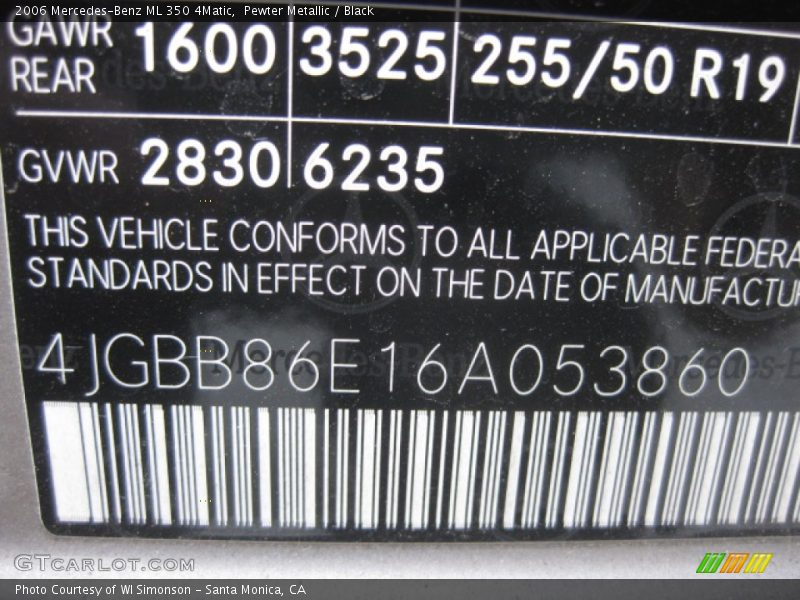 2006 Mercedes-Benz ML 350 4Matic,  Pewter Metallic / Black
GAWR REAR 1600 3525 255/50 R19
GVWR 2830 6235
THIS VEHICLE CONFORMS TO ALL APPLICABLE FEDERA
STANDARDS IN EFFECT ON THE DATE OF MANUFACTU
4JGBB86E16A053860
GTCARLOT.COM
Photo Courtesy of WI Simonson – Santa Monica, CA